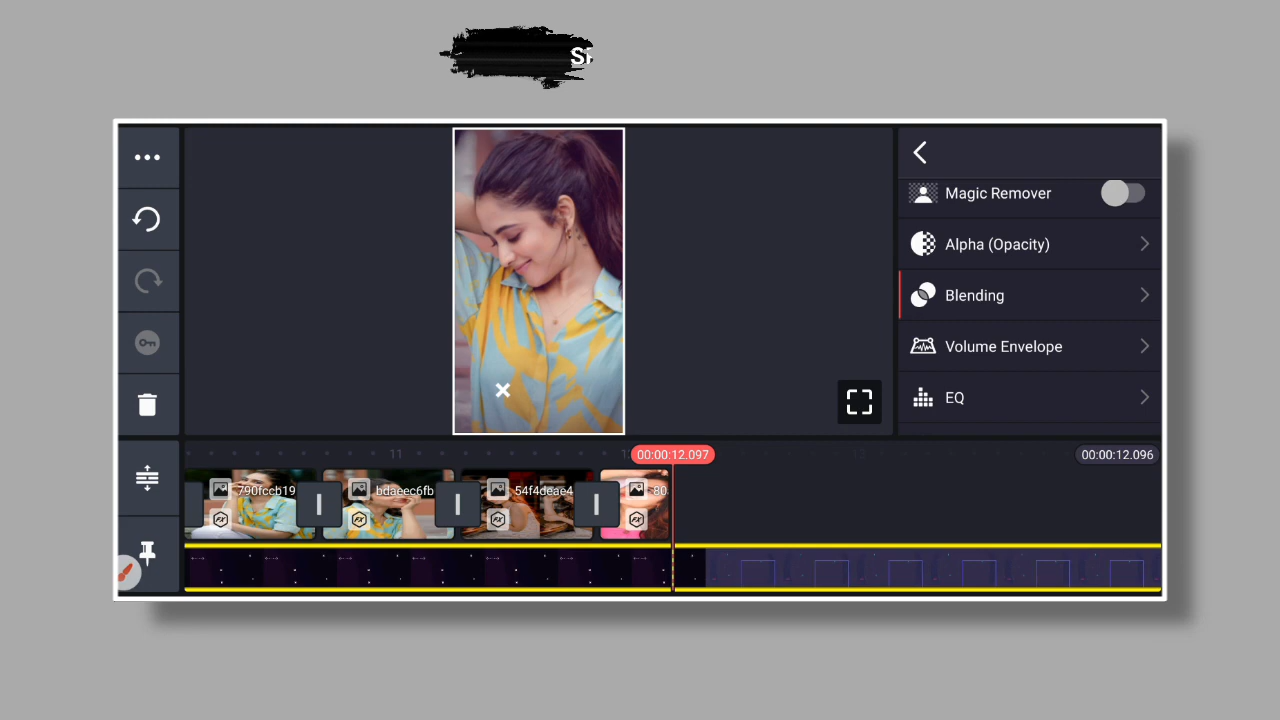 Magic Remover
Alpha (Opacity)
Blending
Volume Envelope
EQ
11
00:00:12.097
00:00:12.096
790fccb19
bdaeec6fb
54f4deae4
80